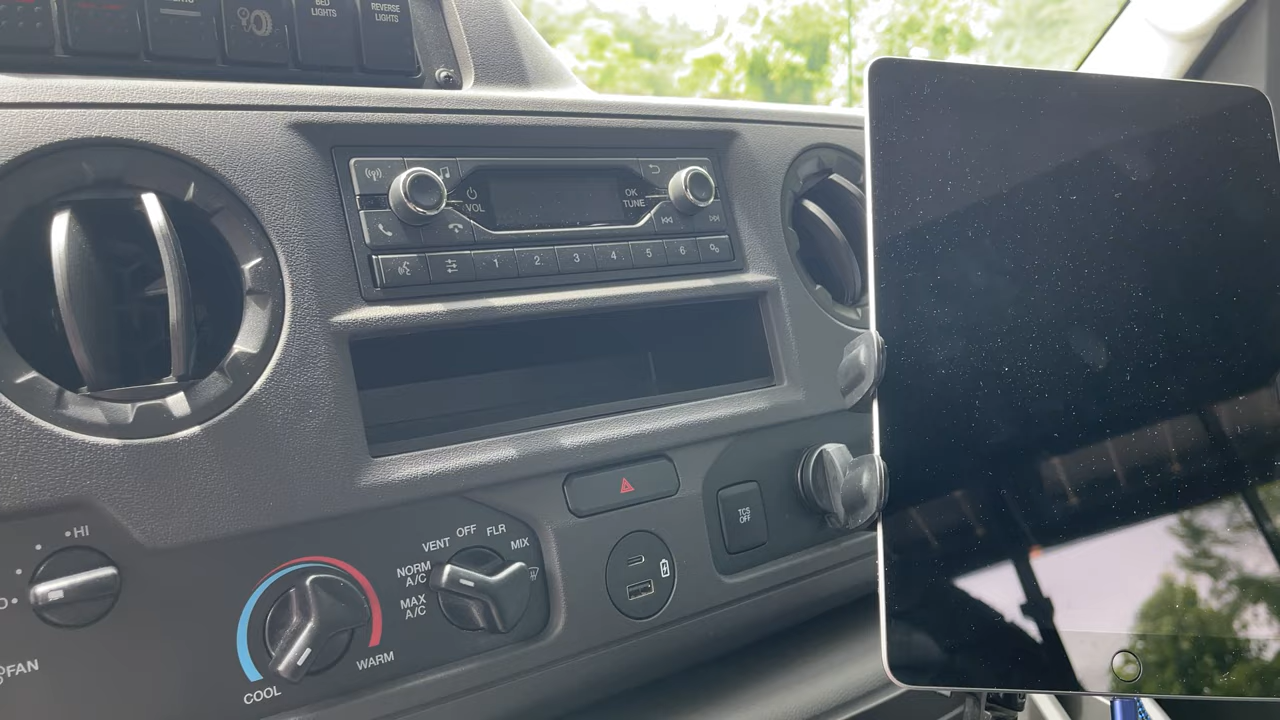 BED
LIGHTS
REVERSE
LIGHTS
VOL
OK
TUNE
1
2
3
4
5
6
TCS
OFF
HI
FAN
COOL
WARM
MAX
A/C
NORM
A/C
VENT
OFF
FLR
MIX